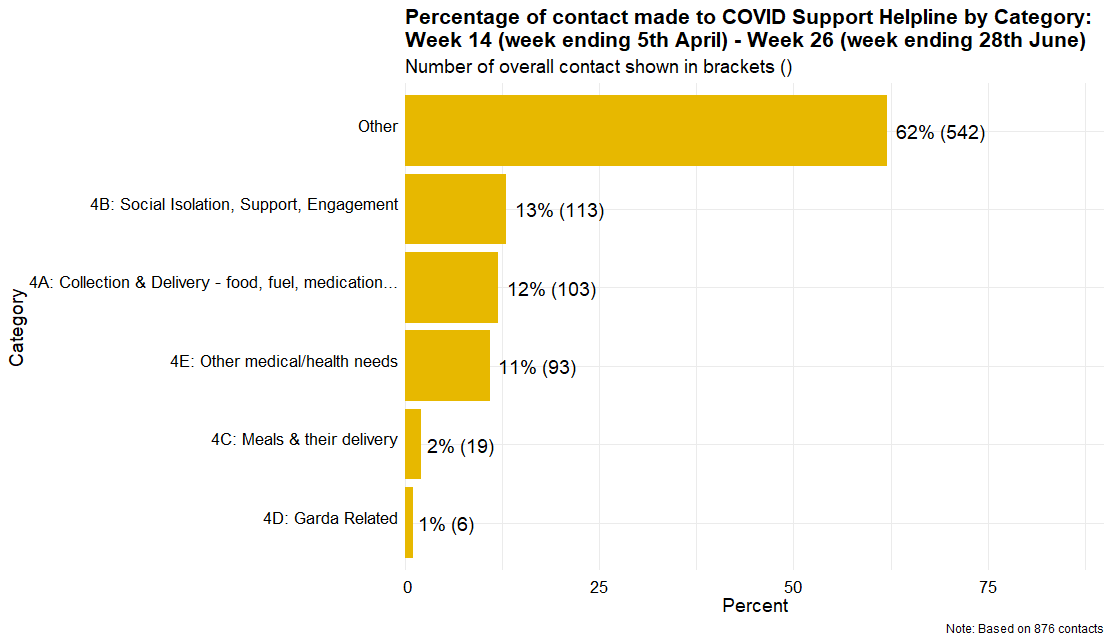 Percentage of contact made to COVID Support Helpline by Category:
Week 14 (week ending 5th April) - Week 26 (week ending 28th June)
Number of overall contact shown in brackets ()
Category
Other
62% (542)
4B: Social Isolation, Support, Engagement
13% (113)
4A: Collection & Delivery - food, fuel, medication...
12% (103)
4E: Other medical/health needs
11% (93)
4C: Meals & their delivery
2% (19)
4D: Garda Related
1% (6)
0 25 50 75
Percent
Note: Based on 876 contacts